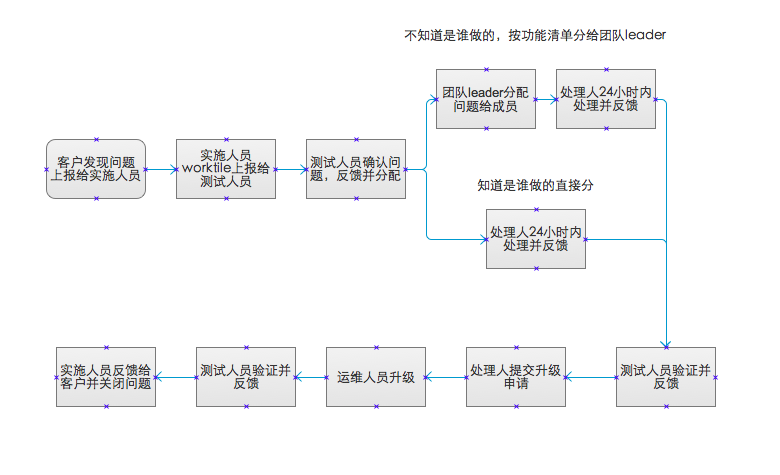 不知道是谁做的，按功能清单分给团队leader
团队leader分配
问题给成员
处理人24小时内
处理并反馈
客户发现问题
上报给实施人员
实施人员
worktile上报给
测试人员
测试人员确认问
题，反馈并分配
知道是谁做的直接分
处理人24小时内
处理并反馈
实施人员反馈给
客户并关闭问题
测试人员验证并
反馈
运维人员升级
处理人提交升级
申请
测试人员验证并
反馈